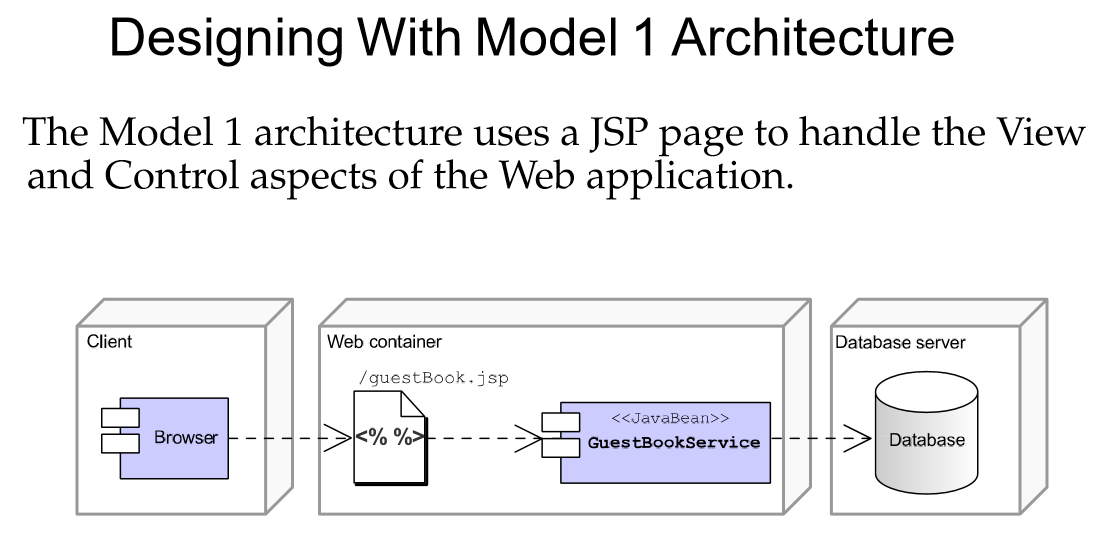 Designing With Model 1 Architecture
The Model 1 architecture uses a JSP page to handle the View
and Control aspects of the Web application.
Client
Browser
Web container
/guestBook.jsp
<% %>
<<JavaBean>>
GuestBookService
Database server
Database